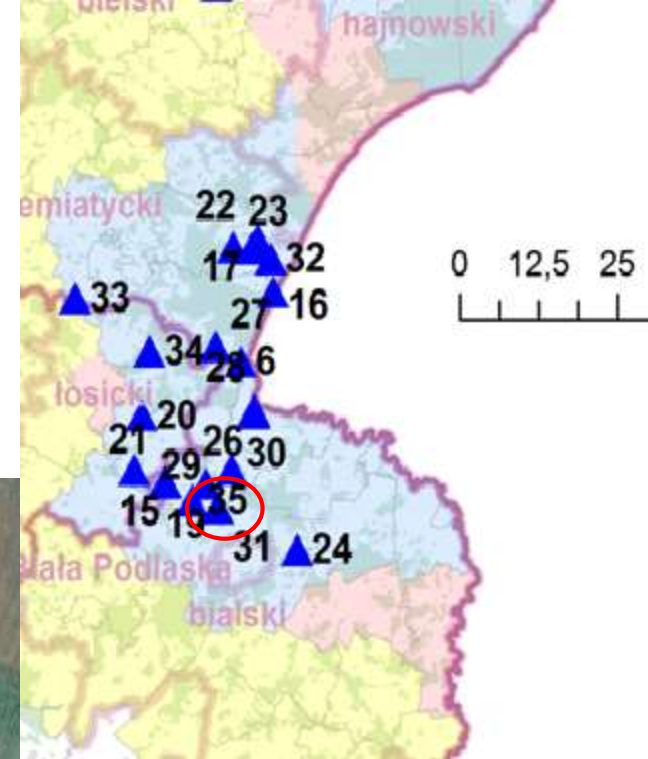 bielski
hajnowski
emiatycki
22 23
17 32
0 12,5 25
33
27 16
34 28 6
łosicki
20
21 26 30
29
15 19 35
31 24
iała Podlaska
bialski